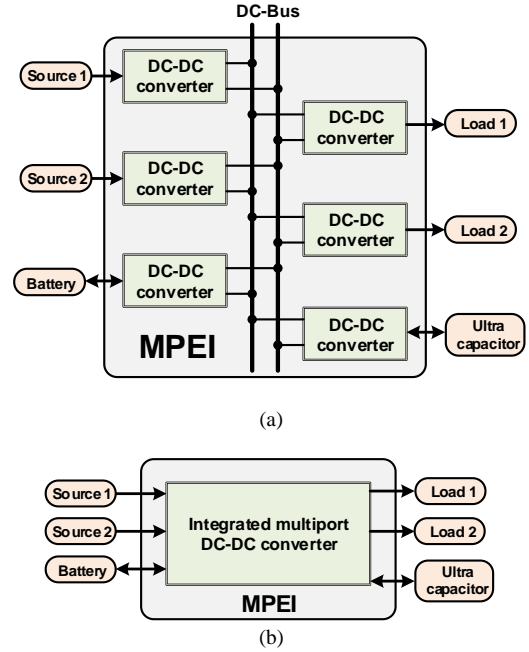 DC-Bus
Source 1
DC-DC
converter
DC-DC
converter
Load 1
Source 2
DC-DC
converter
DC-DC
converter
Load 2
Battery
DC-DC
converter
DC-DC
converter
Ultra
capacitor
MPEI
(a)
Source 1
Source 2
Battery
Integrated multiport
DC-DC converter
Load 1
Load 2
Ultra
capacitor
MPEI
(b)